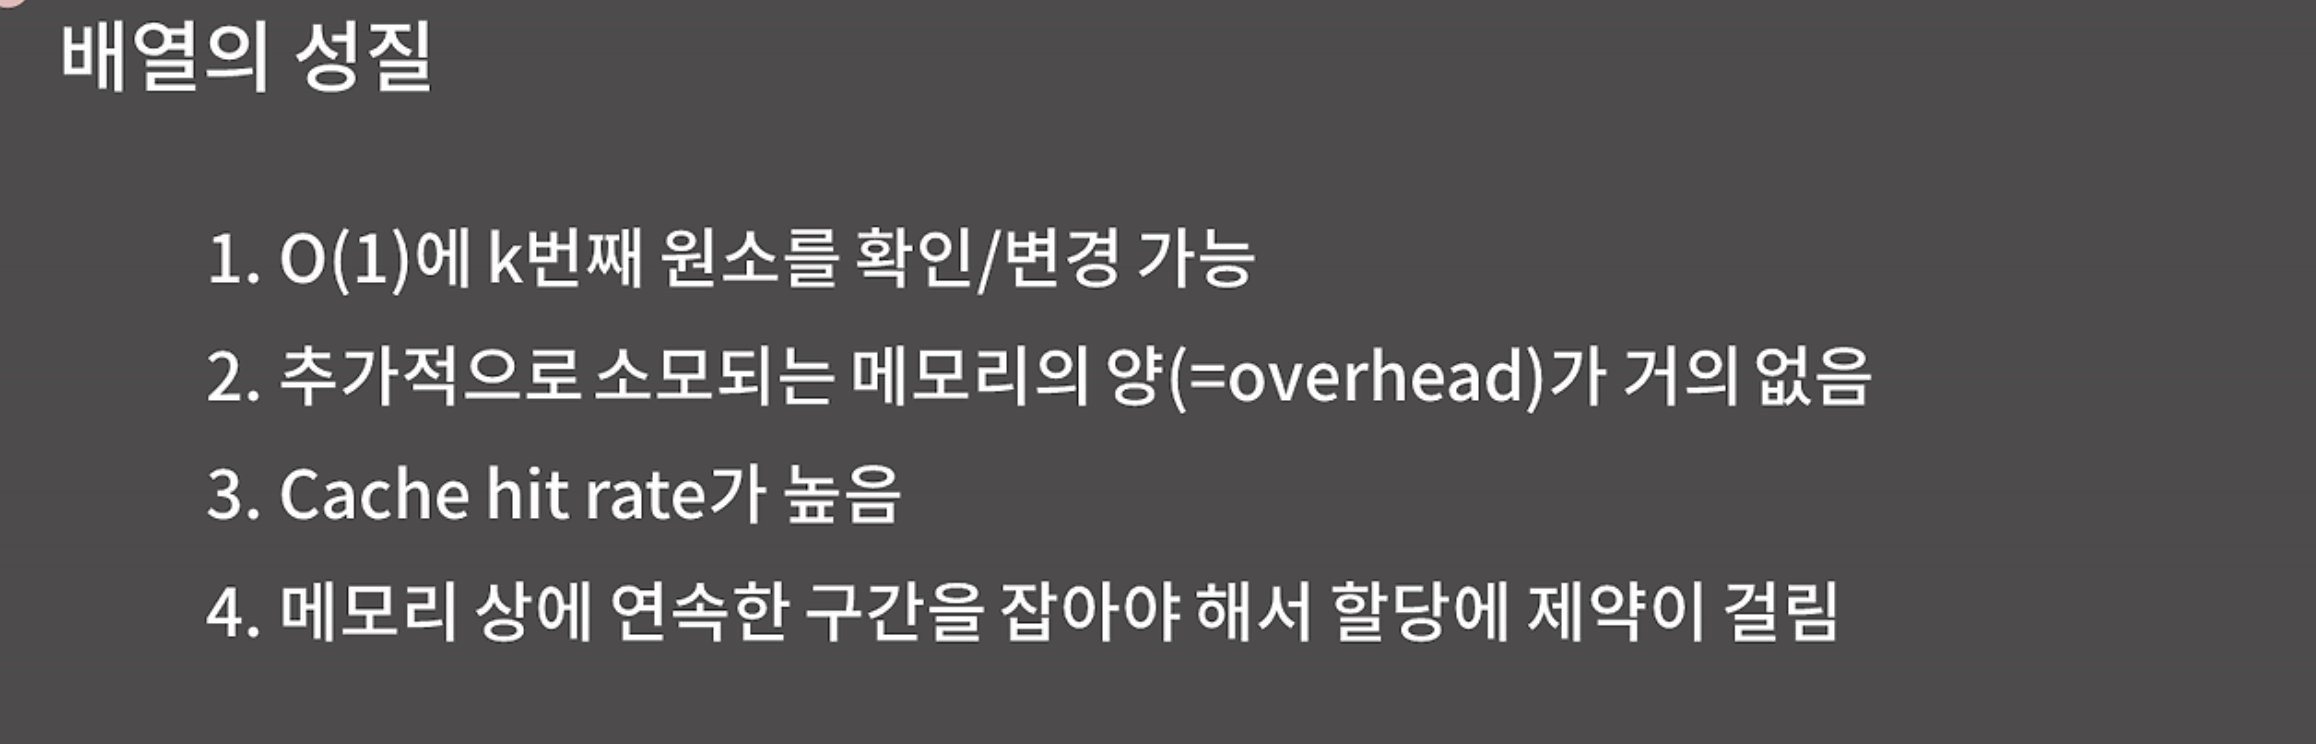 배열의 성질
1. O(1)에 k번째 원소를 확인/변경 가능
2. 추가적으로 소모되는 메모리의 양(=overhead)가 거의 없음
3. Cache hit rate가 높음
4. 메모리 상에 연속한 구간을 잡아야 해서 할당에 제약이 걸림